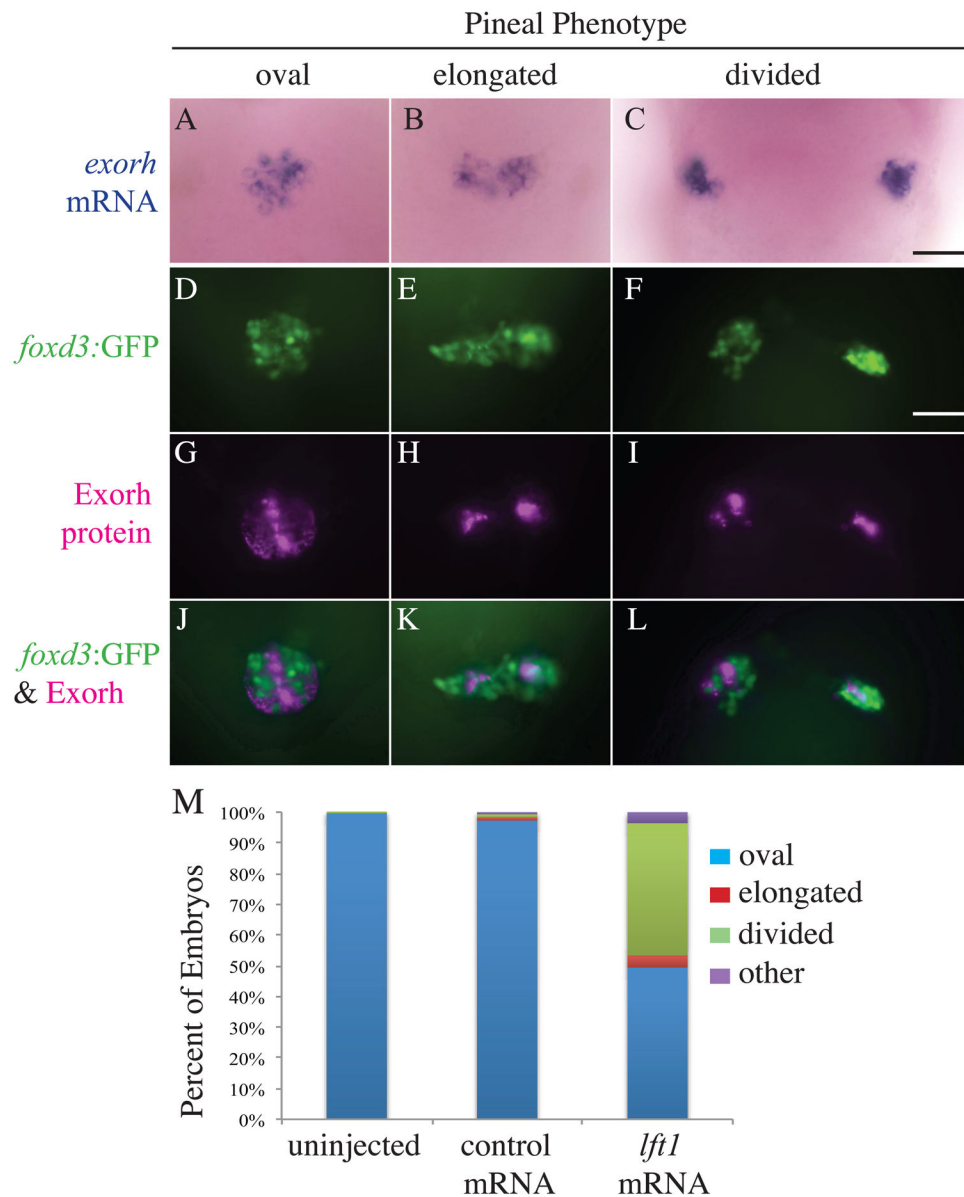 Pineal Phenotype
oval elongated divided
A B C
exorh
mRNA
D E F
foxd3:GFP
G H I
Exorh
protein
J K L
foxd3:GFP
& Exorh
M
Percent of Embryos
100%
90%
80%
70%
60%
50%
40%
30%
20%
10%
0%
oval
elongated
divided
other
uninjected control lft1
mRNA mRNA